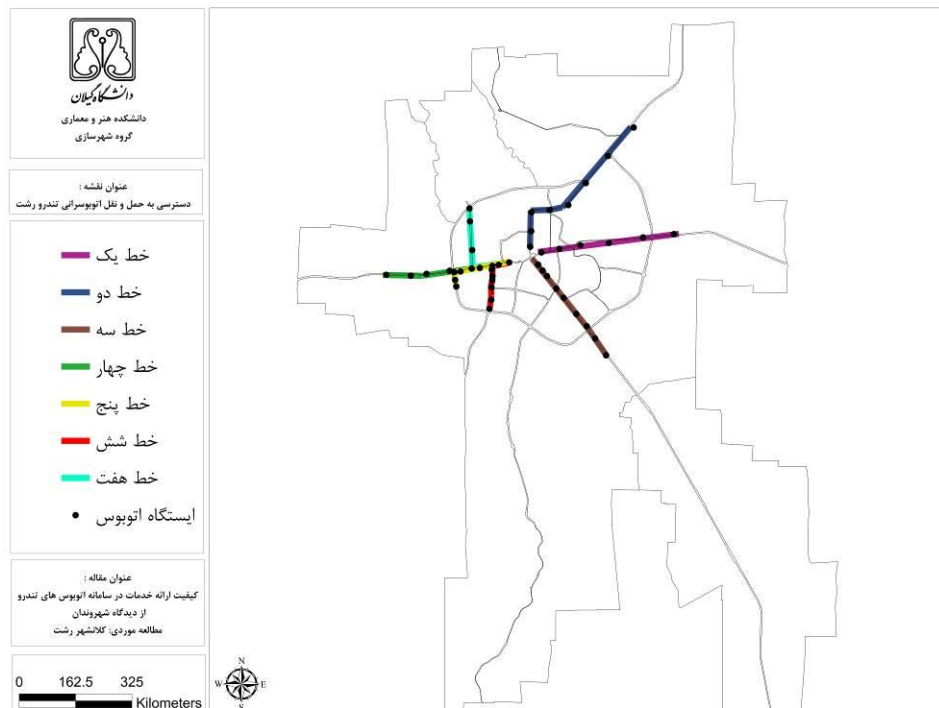 دانشگاه گیلان
دانشکده هنر و معماری
گروه شهرسازی
عنوان نقشه :
دسترسی به حمل و نقل اتوبوسرانی تندرو رشت
خط یک
خط دو
خط سه
خط چهار
خط پنج
خط شش
خط هفت
ایستگاه اتوبوس
عنوان مقاله :
کیفیت ارائه خدمات در سامانه اتوبوس های تندرو
از دیدگاه شهروندان
مطالعه موردی: کلانشهر رشت
0 162.5 325
Kilometers
N
W E
S